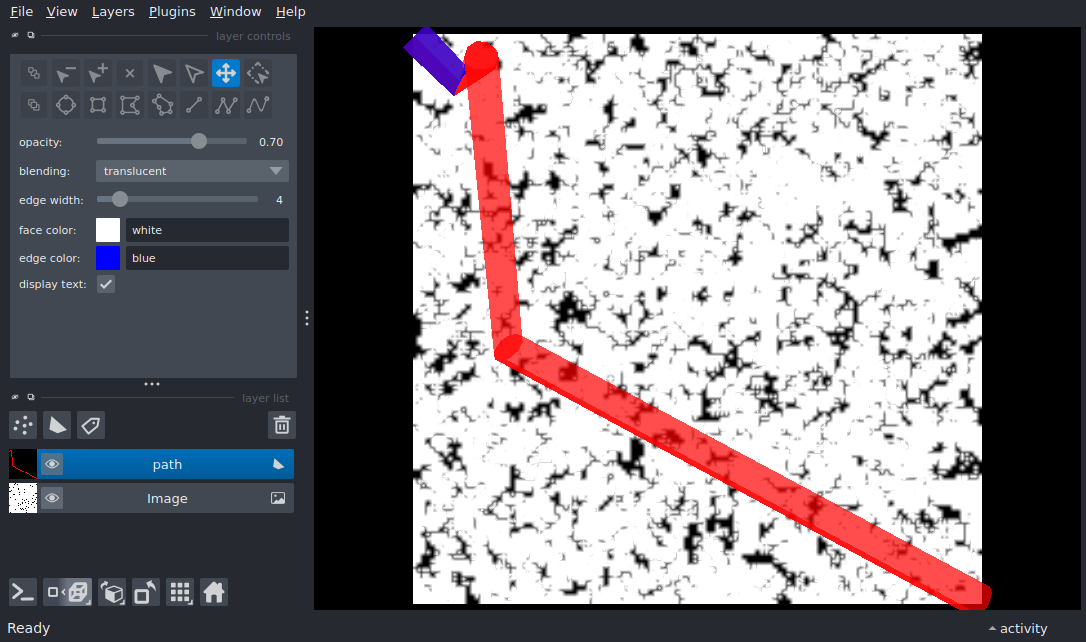 File View Layers Plugins Window Help
layer controls
opacity: 0.70
blending: translucent
edge width: 4
face color: white
edge color: blue
display text:
layer list
path
Image
Ready
activity